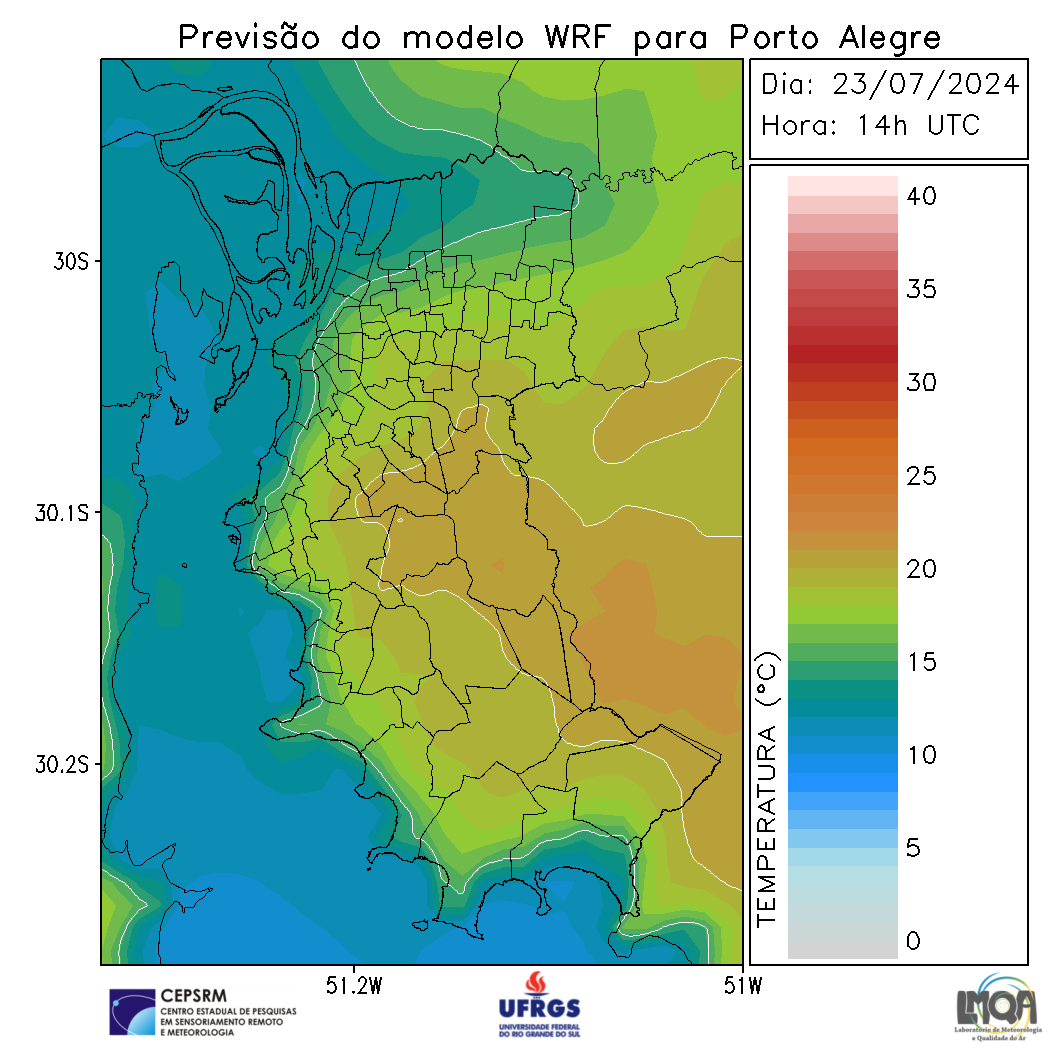 Previsão do modelo WRF para Porto Alegre
Dia: 23/07/2024
Hora: 14h UTC
40
35
30
25
20
15
10
5
0
TEMPERATURA (°C)
30S
30.1S
30.2S
51.2W
51W
CEPSRM
CENTRO ESTADUAL DE PESQUISAS
EM SENSORIAMENTO REMOTO
E METEOROLOGIA
UFRGS
UNIVERSIDADE FEDERAL
DO RIO GRANDE DO SUL
LMQA
Laboratório de Meteorologia
e Qualidade do Ar